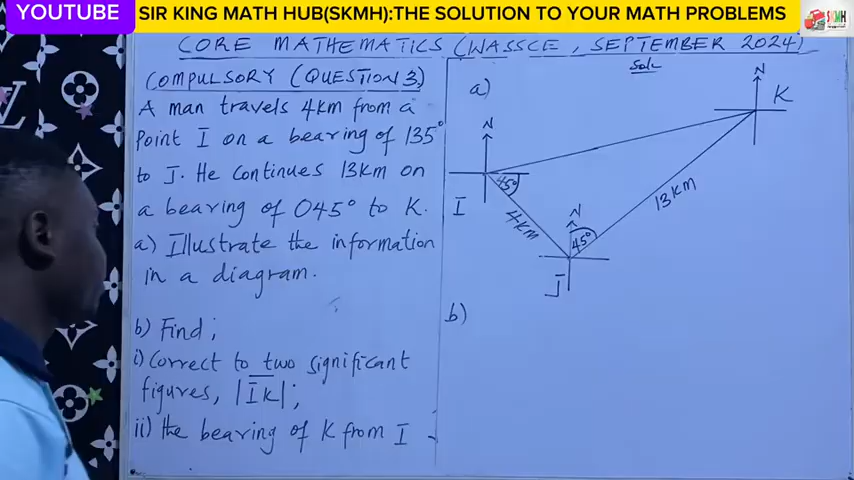 YOUTUBE SIR KING MATH HUB(SKMH):THE SOLUTION TO YOUR MATH PROBLEMS
SKMH
CORE MATHEMATICS (WASSCE, SEPTEMBER 2024)
COMPULSORY (QUESTION 3)
A man travels 4km from a
Point I on a bearing of 135°
to J. He continues 13km on
a bearing of 045° to K.
a) Illustrate the information
in a diagram.
b) Find;
i) Correct to two significant
figures, |IK|;
ii) the bearing of K from I
Soln
a)
N
K
N
45°
I
4km
13km
N
45°
J
b)